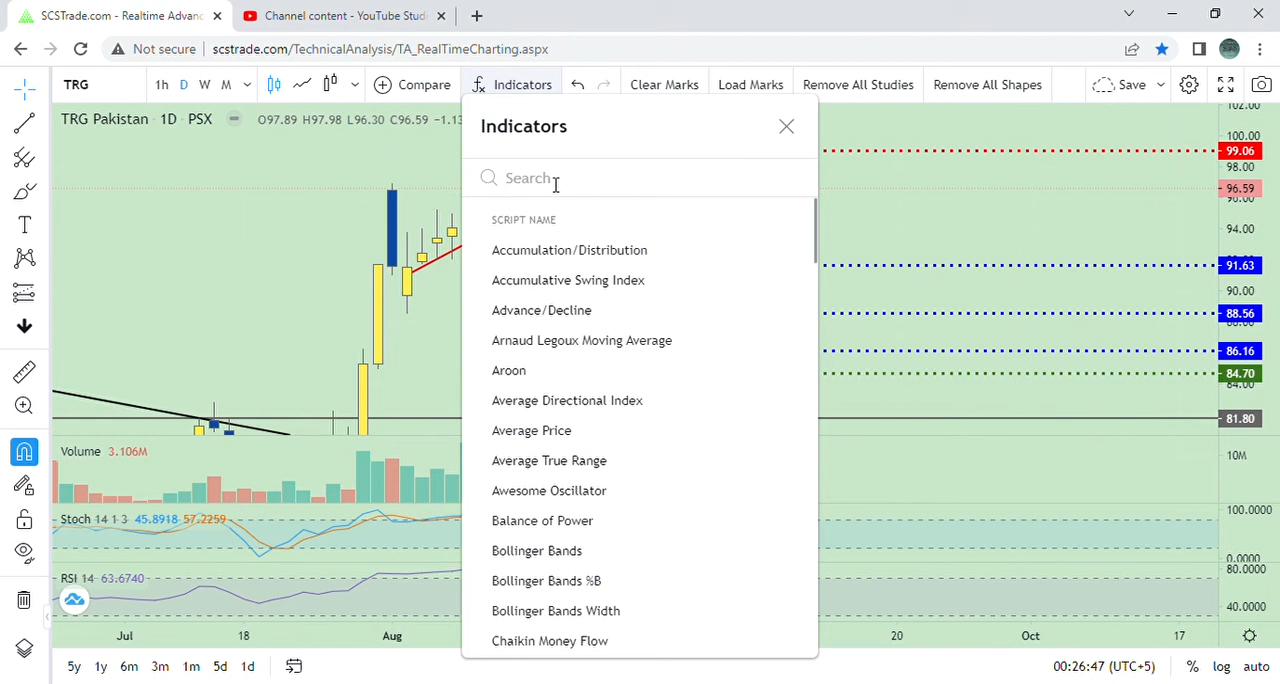 SCSTrade.com - Realtime Advanc
Channel content - YouTube Studi
Not secure
scstrade.com/TechnicalAnalysis/TA_RealTimeCharting.aspx
TRG 1h D W M Compare Indicators Clear Marks Load Marks Remove All Studies Remove All Shapes Save
TRG Pakistan · 1D · PSX O97.89 H97.98 L96.30 C96.59 −1.13
Indicators
Search
SCRIPT NAME
Accumulation/Distribution
Accumulative Swing Index
Advance/Decline
Arnaud Legoux Moving Average
Aroon
Average Directional Index
Average Price
Average True Range
Awesome Oscillator
Balance of Power
Bollinger Bands
Bollinger Bands %B
Bollinger Bands Width
Chaikin Money Flow
102.00
100.00
99.06
98.00
96.59
96.00
94.00
91.63
90.00
88.56
88.00
86.16
84.70
84.00
81.80
Volume 3.106M
10M
Stoch 14 1 3 45.8918 57.2259
100.0000
0.0000
RSI 14 63.6740
80.0000
40.0000
Jul 18 Aug 20 Oct 17
5y 1y 6m 3m 1m 5d 1d
00:26:47 (UTC+5) % log auto